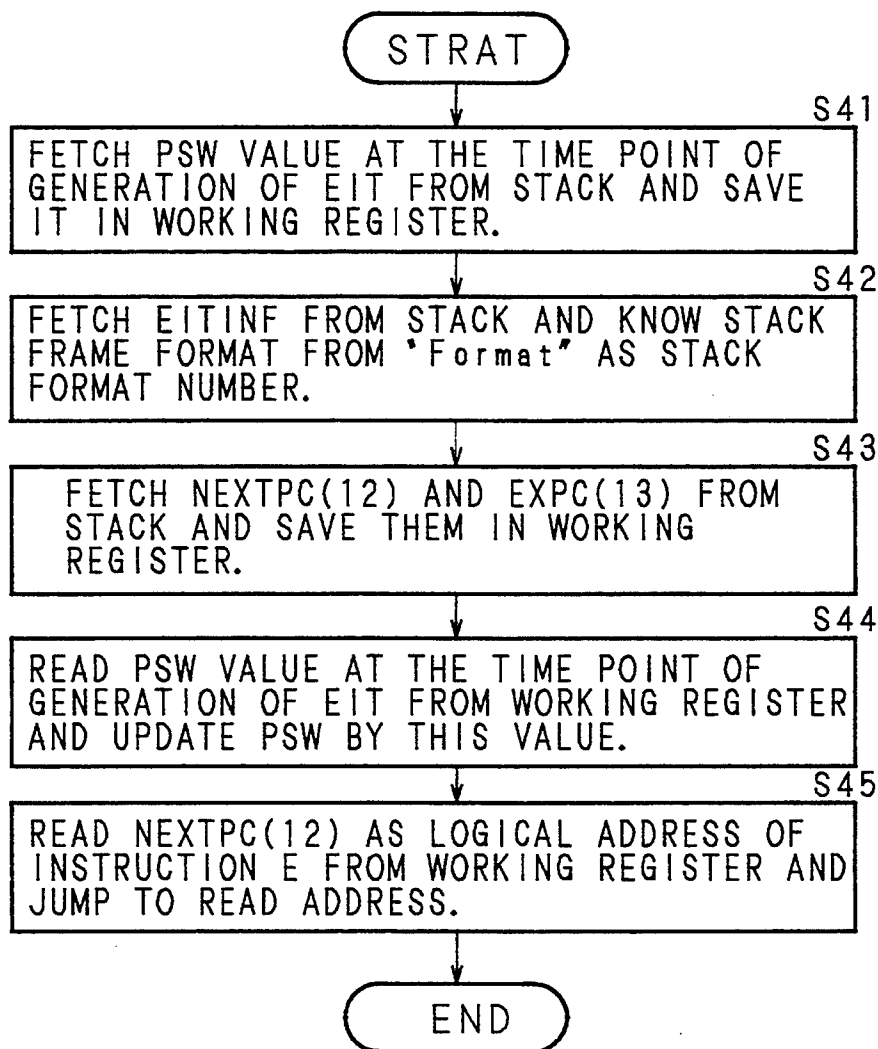 STRAT
S41
FETCH PSW VALUE AT THE TIME POINT OF
GENERATION OF EIT FROM STACK AND SAVE
IT IN WORKING REGISTER.
S42
FETCH EITINF FROM STACK AND KNOW STACK
FRAME FORMAT FROM "Format" AS STACK
FORMAT NUMBER.
S43
FETCH NEXTPC(12) AND EXPC(13) FROM
STACK AND SAVE THEM IN WORKING
REGISTER.
S44
READ PSW VALUE AT THE TIME POINT OF
GENERATION OF EIT FROM WORKING REGISTER
AND UPDATE PSW BY THIS VALUE.
S45
READ NEXTPC(12) AS LOGICAL ADDRESS OF
INSTRUCTION E FROM WORKING REGISTER AND
JUMP TO READ ADDRESS.
END